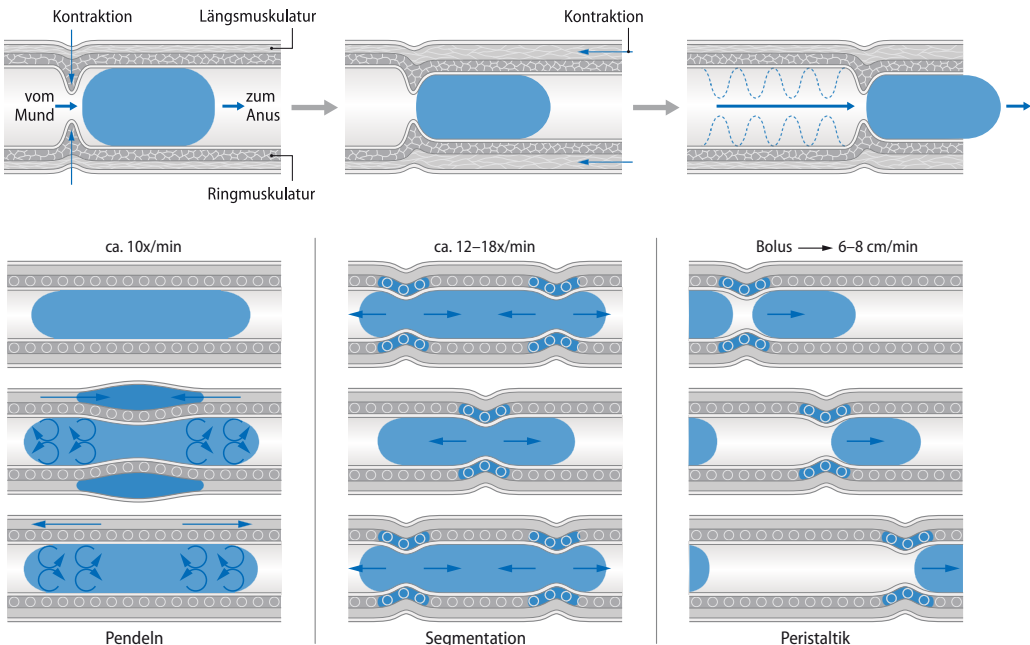 Kontraktion
Längsmuskulatur
Kontraktion
vom
Mund
zum
Anus
Ringmuskulatur
ca. 10x/min
ca. 12–18x/min
Bolus → 6–8 cm/min
Pendeln
Segmentation
Peristaltik